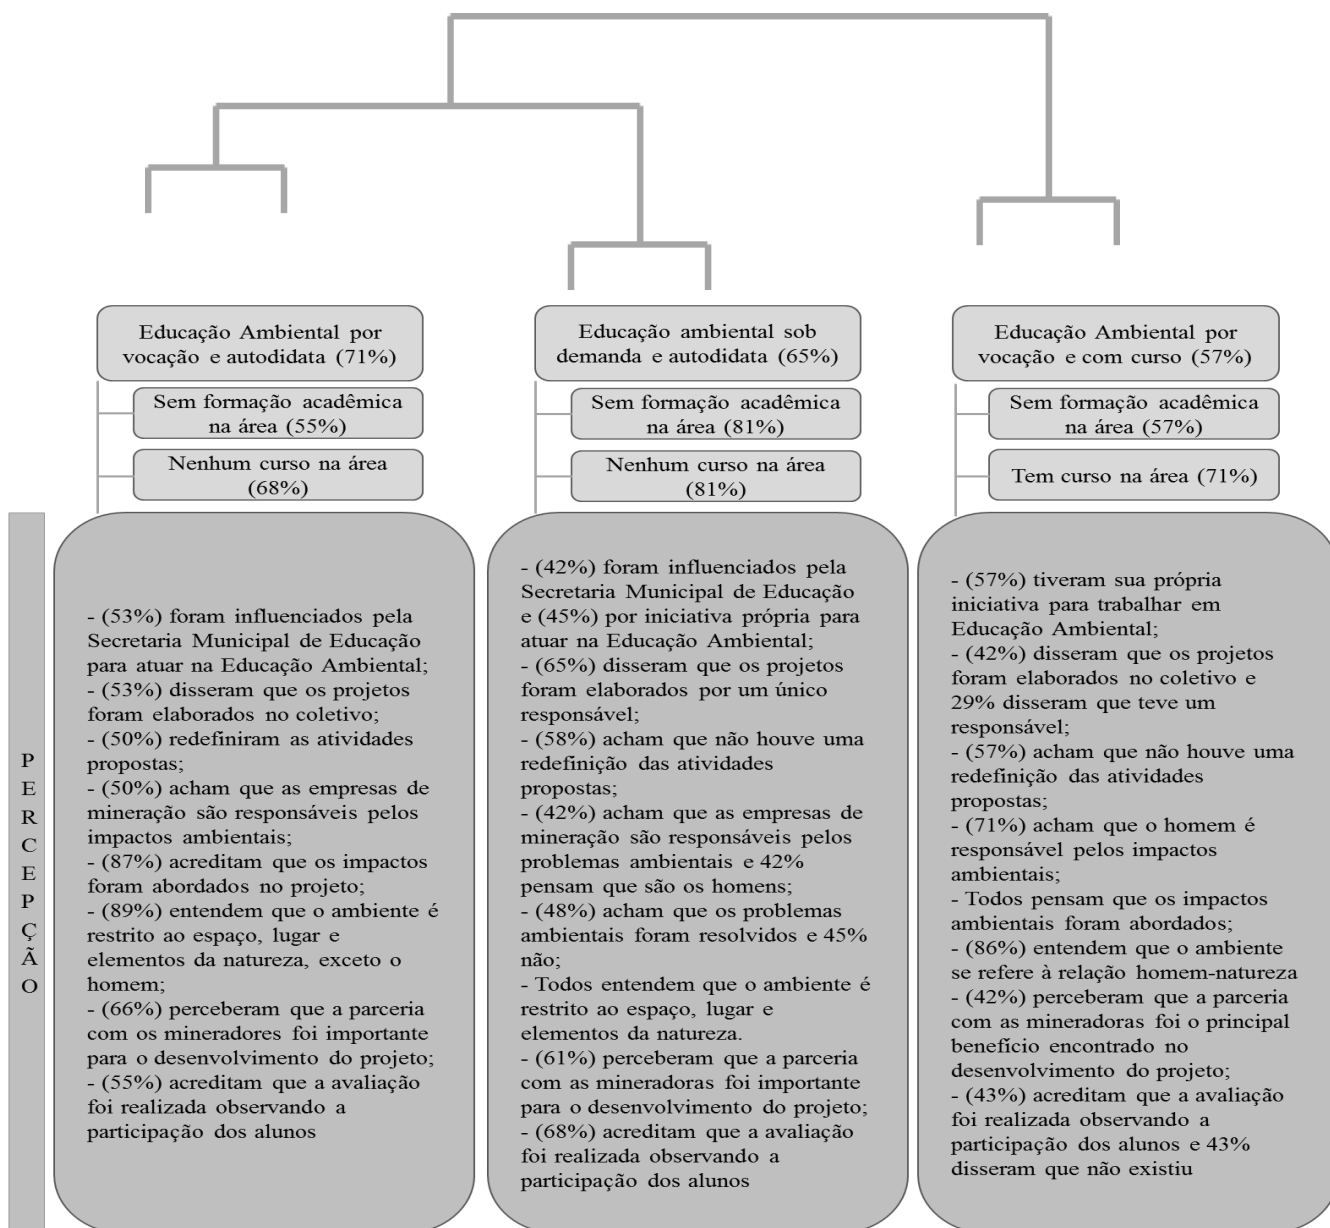 Educação Ambiental por
vocação e autodidata (71%)
Sem formação acadêmica
na área (55%)
Nenhum curso na área
(68%)
Educação ambiental sob
demanda e autodidata (65%)
Sem formação acadêmica
na área (81%)
Nenhum curso na área
(81%)
Educação Ambiental por
vocação e com curso (57%)
Sem formação acadêmica
na área (57%)
Tem curso na área (71%)
P
E
R
C
E
P
Ç
Ã
O
- (53%) foram influenciados pela
Secretaria Municipal de Educação
para atuar na Educação Ambiental;
- (53%) disseram que os projetos
foram elaborados no coletivo;
- (50%) redefiniram as atividades
propostas;
- (50%) acham que as empresas de
mineração são responsáveis pelos
impactos ambientais;
- (87%) acreditam que os impactos
foram abordados no projeto;
- (89%) entendem que o ambiente é
restrito ao espaço, lugar e
elementos da natureza, exceto o
homem;
- (66%) perceberam que a parceria
com os mineradores foi importante
para o desenvolvimento do projeto;
- (55%) acreditam que a avaliação
foi realizada observando a
participação dos alunos
- (42%) foram influenciados pela
Secretaria Municipal de Educação
e (45%) por iniciativa própria para
atuar na Educação Ambiental;
- (65%) disseram que os projetos
foram elaborados por um único
responsável;
- (58%) acham que não houve uma
redefinição das atividades
propostas;
- (42%) acham que as empresas de
mineração são responsáveis pelos
problemas ambientais e 42%
pensam que são os homens;
- (48%) acham que os problemas
ambientais foram resolvidos e 45%
não;
- Todos entendem que o ambiente é
restrito ao espaço, lugar e
elementos da natureza.
- (61%) perceberam que a parceria
com as mineradoras foi importante
para o desenvolvimento do projeto;
- (68%) acreditam que a avaliação
foi realizada observando a
participação dos alunos
- (57%) tiveram sua própria
iniciativa para trabalhar em
Educação Ambiental;
- (42%) disseram que os projetos
foram elaborados no coletivo e
29% disseram que teve um
responsável;
- (57%) acham que não houve uma
redefinição das atividades
propostas;
- (71%) acham que o homem é
responsável pelos impactos
ambientais;
- Todos pensam que os impactos
ambientais foram abordados;
- (86%) entendem que o ambiente
se refere à relação homem-natureza
- (42%) perceberam que a parceria
com as mineradoras foi o principal
benefício encontrado no
desenvolvimento do projeto;
- (43%) acreditam que a avaliação
foi realizada observando a
participação dos alunos e 43%
disseram que não existiu